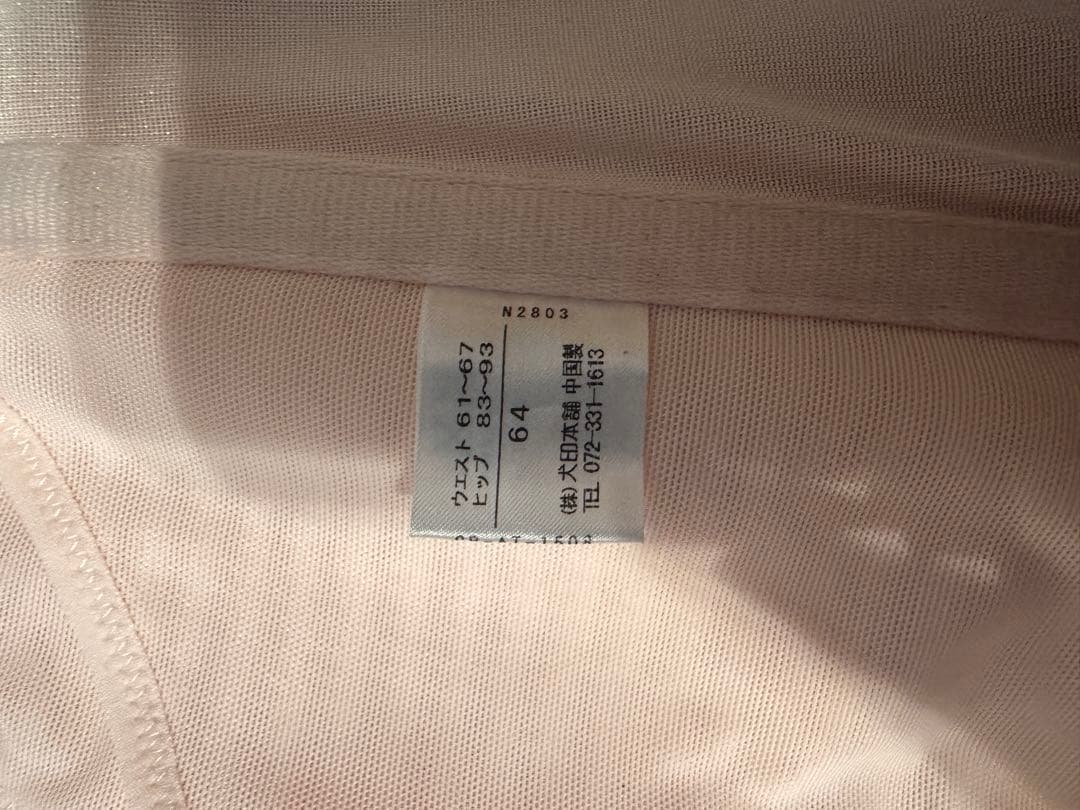 N2803
ウエスト 61〜67
ヒップ 83〜93
64
(株)犬印本舗 中国製
TEL 072-331-1613